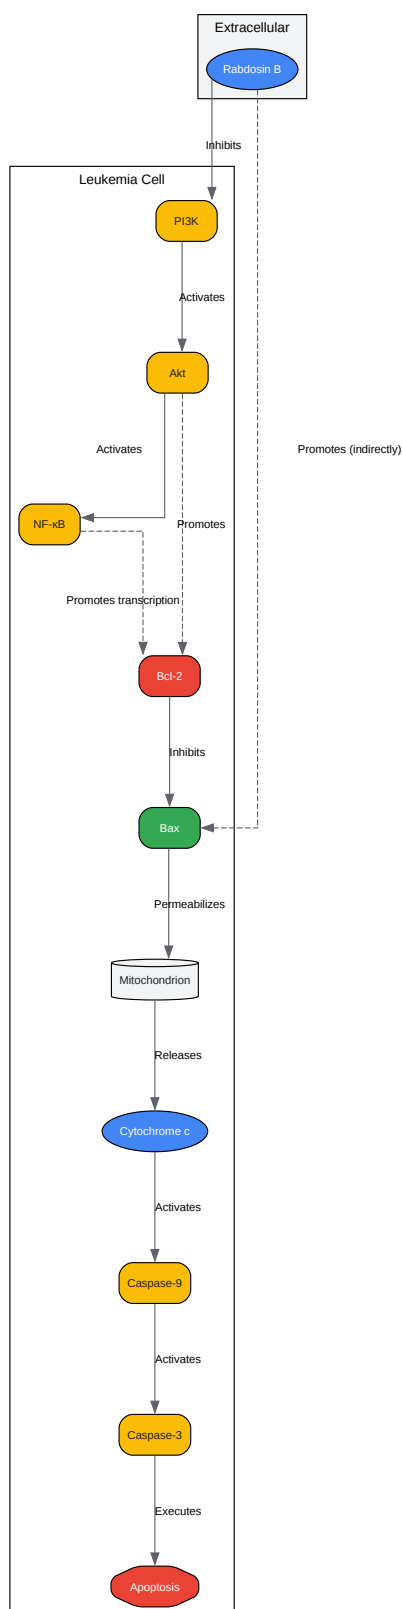 Extracellular
Rabdosin B
Inhibits
Leukemia Cell
PI3K
Activates
Akt
Activates
Promotes (indirectly)
NF-κB
Promotes
Promotes transcription
Bcl-2
Inhibits
Bax
Permeabilizes
Mitochondrion
Releases
Cytochrome c
Activates
Caspase-9
Activates
Caspase-3
Executes
Apoptosis